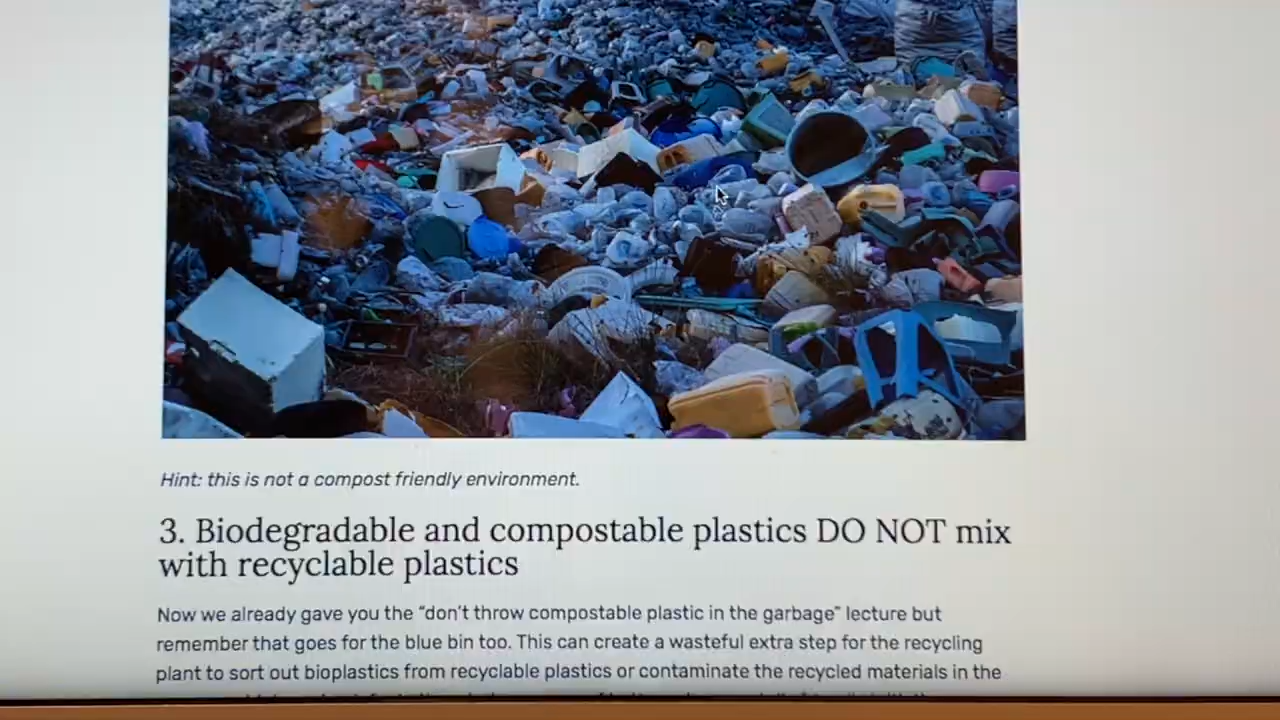 Hint: this is not a compost friendly environment.
3. Biodegradable and compostable plastics DO NOT mix
with recyclable plastics
Now we already gave you the “don't throw compostable plastic in the garbage” lecture but
remember that goes for the blue bin too. This can create a wasteful extra step for the recycling
plant to sort out bioplastics from recyclable plastics or contaminate the recycled materials in the